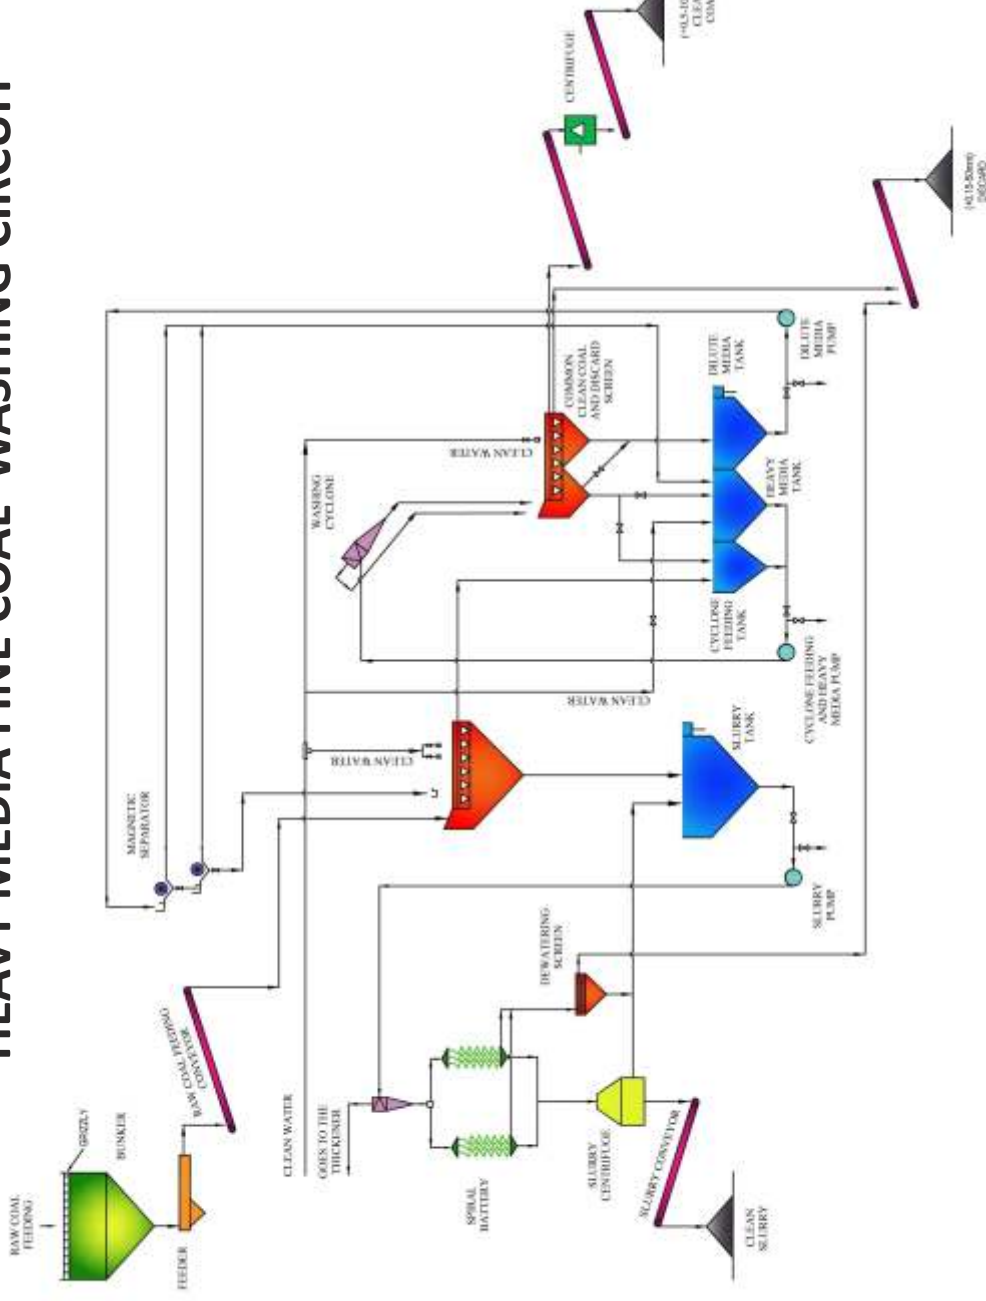 HEAVY MEDIA FINE COAL WASHING CIRCUIT
RAW COAL
FEEDING
GRIZZLY
BUNKER
FEEDER
RAW COAL FEEDING
CONVEYOR
MAGNETIC
SEPARATOR
CLEAN WATER
GOES TO THE
THICKENER
SPIRAL
BATTERY
SLURRY
CENTRIFUGE
SLURRY CONVEYOR
CLEAN
SLURRY
DEWATERING
SCREEN
SLURRY
PUMP
SLURRY
TANK
CLEAN WATER
CLEAN WATER
CYCLONE FEEDING
AND HEAVY
MEDIA PUMP
CYCLONE
FEEDING
TANK
HEAVY
MEDIA
TANK
DILUTE
MEDIA
TANK
DILUTE
MEDIA
PUMP
WASHING
CYCLONE
CLEAN WATER
COMMON
CLEAN COAL
AND DISCARD
SCREEN
CENTRIFUGE
DISCARD